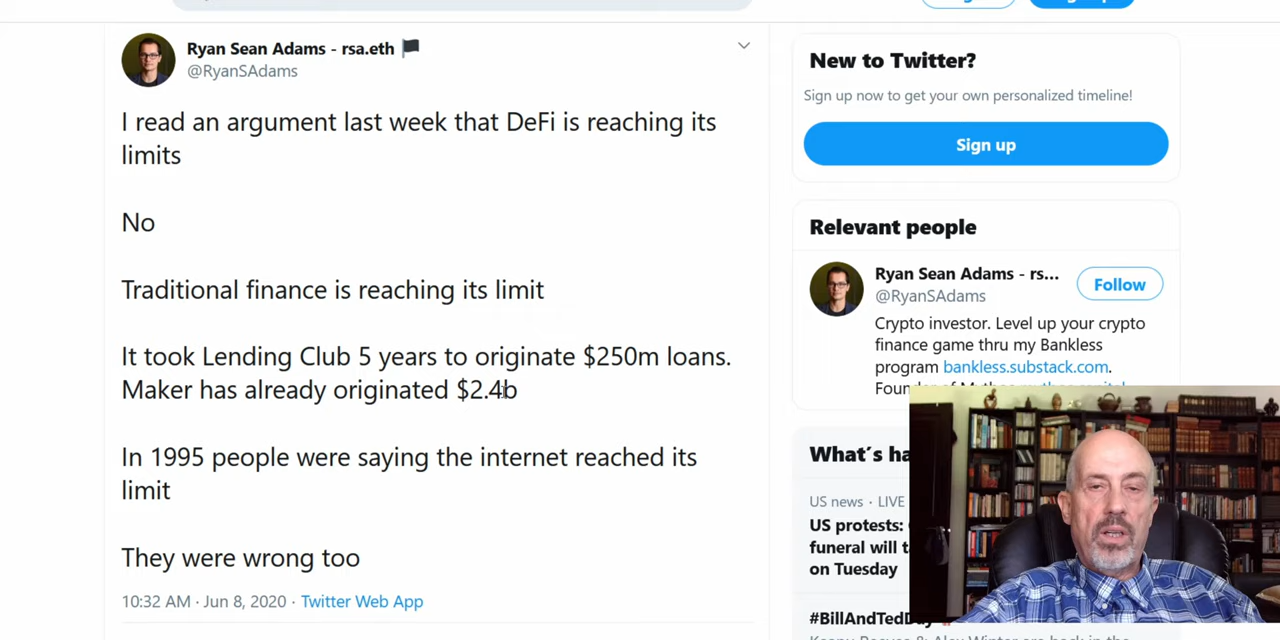 Ryan Sean Adams - rsa.eth
@RyanSAdams
I read an argument last week that DeFi is reaching its
limits
No
Traditional finance is reaching its limit
It took Lending Club 5 years to originate $250m loans.
Maker has already originated $2.4b
In 1995 people were saying the internet reached its
limit
They were wrong too
10:32 AM · Jun 8, 2020 · Twitter Web App
New to Twitter?
Sign up now to get your own personalized timeline!
Sign up
Relevant people
Ryan Sean Adams - rs...
@RyanSAdams
Follow
Crypto investor. Level up your crypto
finance game thru my Bankless
program bankless.substack.com.
What's ha
US news · LIVE
US protests:
funeral will t
on Tuesday
#BillAndTedD